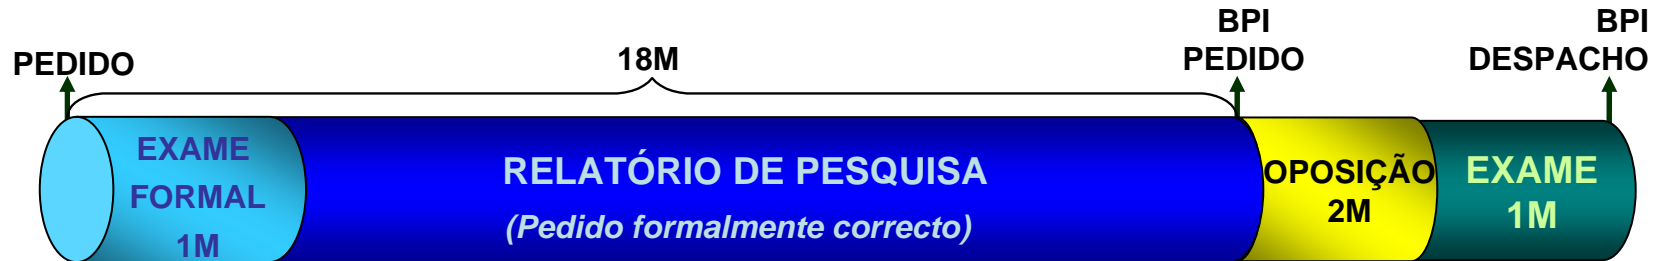 PEDIDO
18M
BPI
PEDIDO
BPI
DESPACHO
EXAME
FORMAL
1M
RELATÓRIO DE PESQUISA
(Pedido formalmente correcto)
OPOSIÇÃO
2M
EXAME
1M